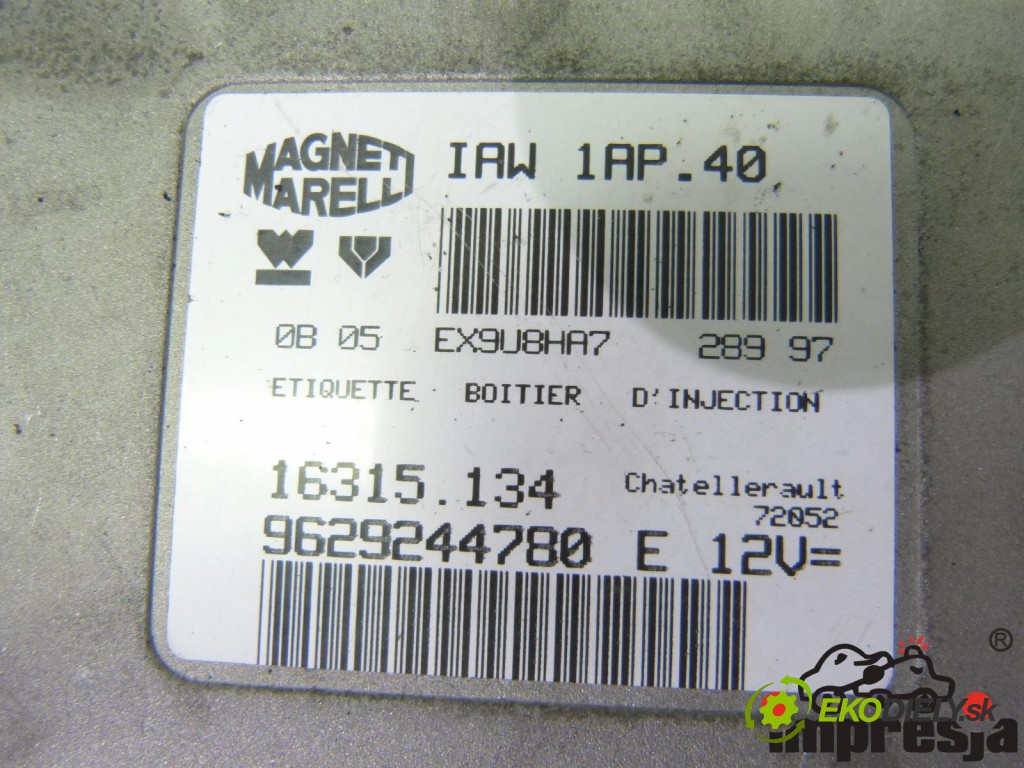 MAGNETI MARELLI
IAW 1AP.40
0B 05 EX9U8HA7 289 97
ETIQUETTE BOITIER D'INJECTION
16315.134 Chatellerault
72052
9629244780 E 12V=
®
EKODIELY.sk
impresja